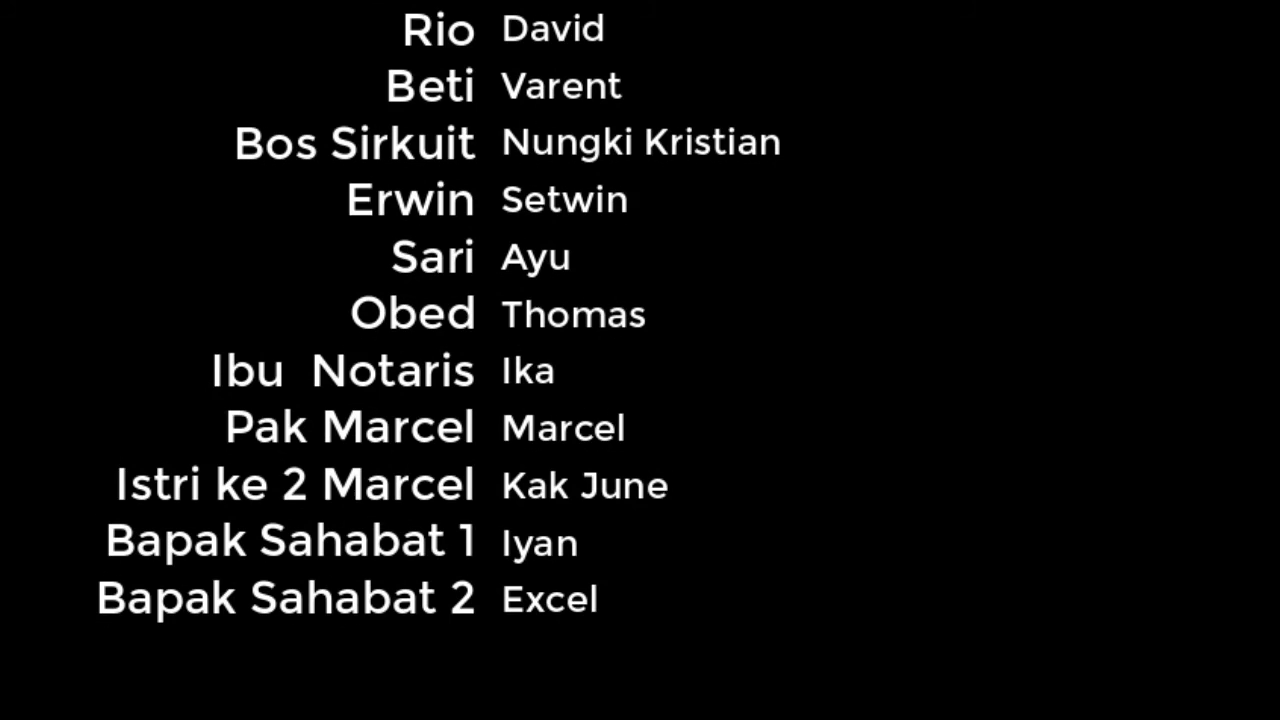 Rio David
Beti Varent
Bos Sirkuit Nungki Kristian
Erwin Setwin
Sari Ayu
Obed Thomas
Ibu Notaris Ika
Pak Marcel Marcel
Istri ke 2 Marcel Kak June
Bapak Sahabat 1 Iyan
Bapak Sahabat 2 Excel